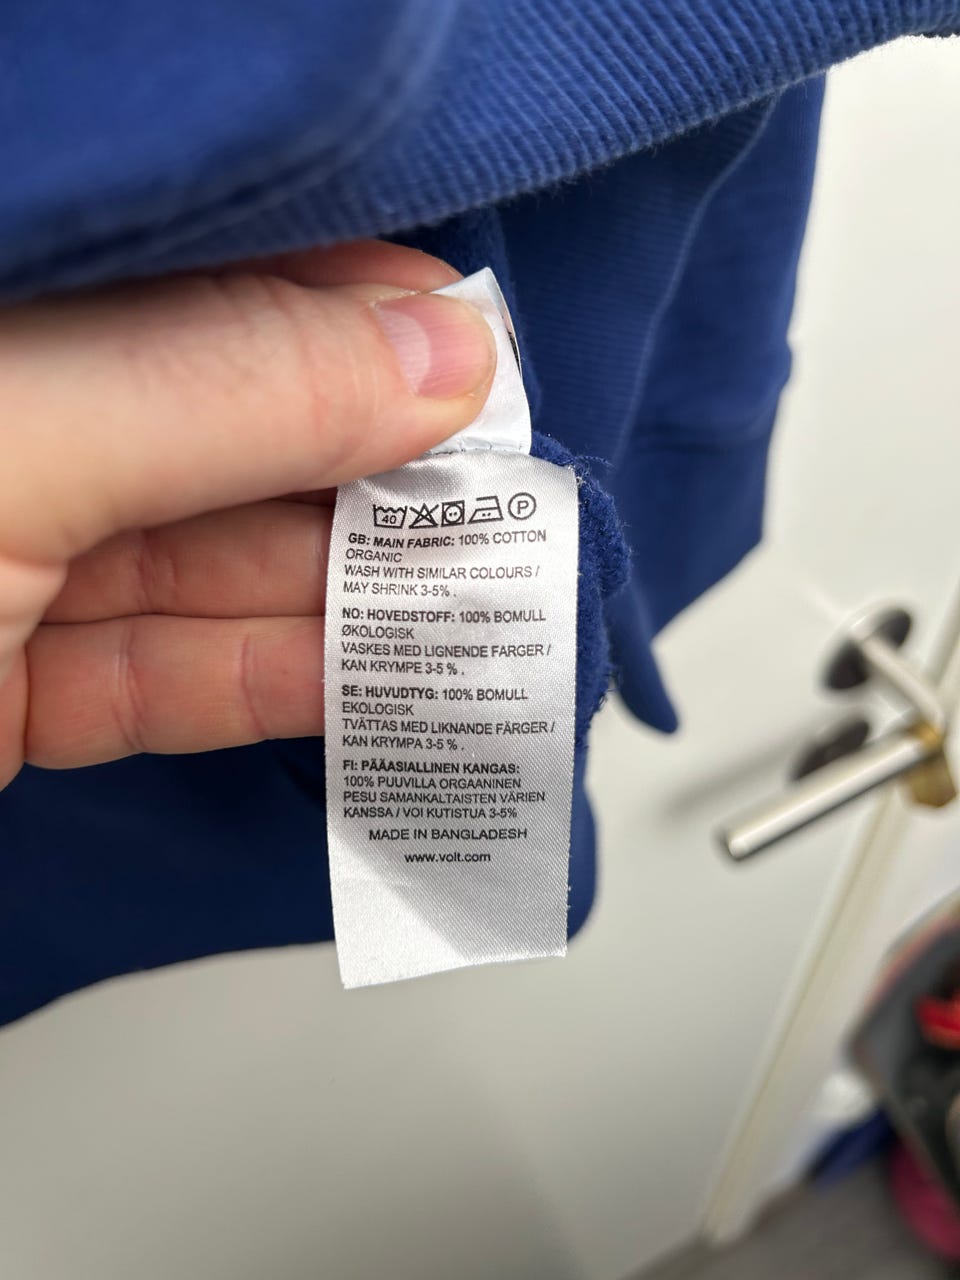 40 P
GB: MAIN FABRIC: 100% COTTON
ORGANIC
WASH WITH SIMILAR COLOURS /
MAY SHRINK 3-5% .
NO: HOVEDSTOFF: 100% BOMULL
ØKOLOGISK
VASKES MED LIGNENDE FARGER /
KAN KRYMPE 3-5 % .
SE: HUVUDTYG: 100% BOMULL
EKOLOGISK
TVÄTTAS MED LIKNANDE FÄRGER /
KAN KRYMPA 3-5 % .
FI: PÄÄASIALLINEN KANGAS:
100% PUUVILLA ORGAANINEN
PESU SAMANKALTAISTEN VÄRIEN
KANSSA / VOI KUTISTUA 3-5%
MADE IN BANGLADESH
www.volt.com